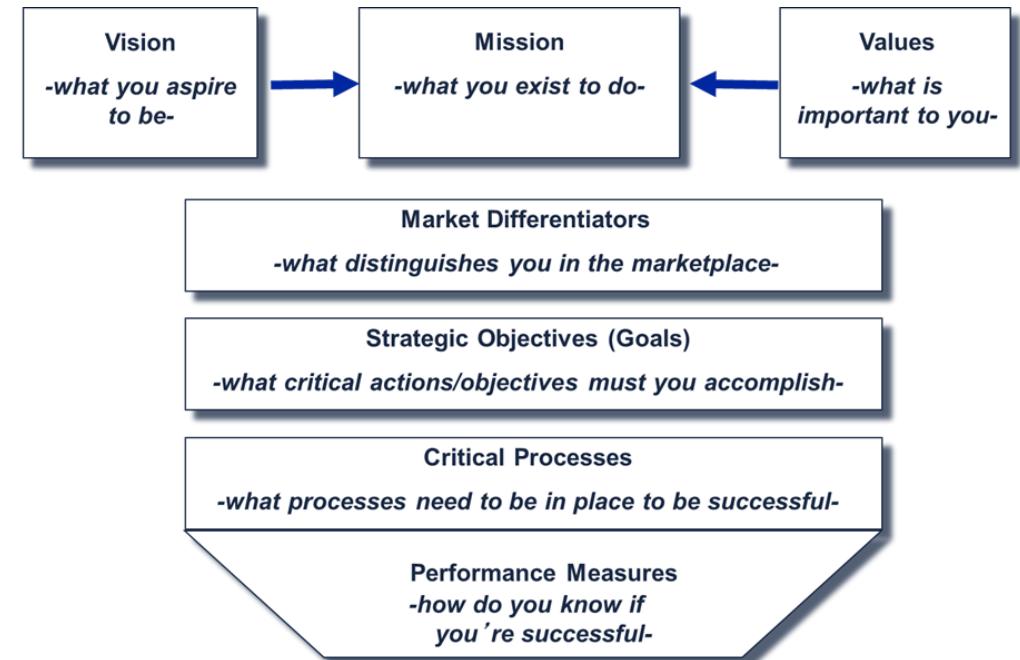 Vision
-what you aspire
to be-
Mission
-what you exist to do-
Values
-what is
important to you-
Market Differentiators
-what distinguishes you in the marketplace-
Strategic Objectives (Goals)
-what critical actions/objectives must you accomplish-
Critical Processes
-what processes need to be in place to be successful-
Performance Measures
-how do you know if
you´re successful-